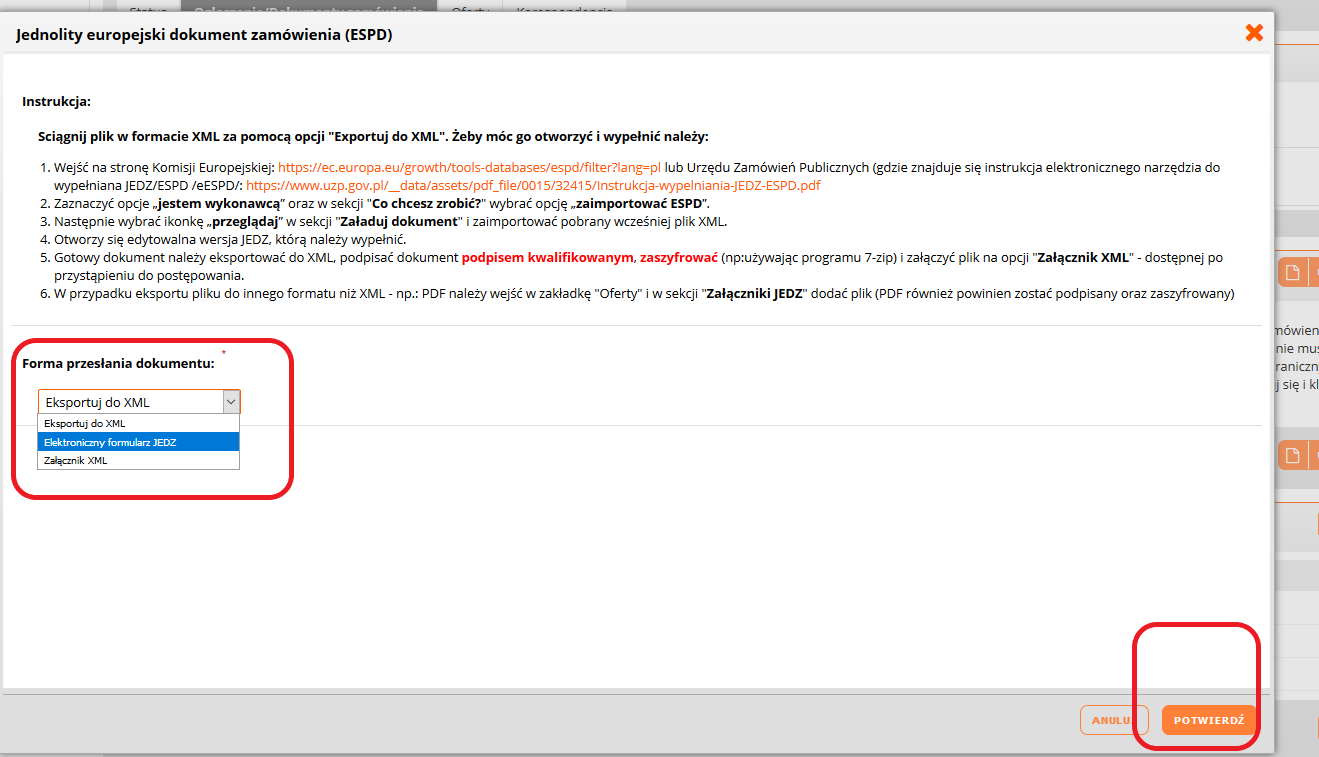 Jednolity europejski dokument zamówienia (ESPD)
Instrukcja:
Sciągnij plik w formacie XML za pomocą opcji "Exportuj do XML". Żeby móc go otworzyć i wypełnić należy:
1. Wejść na stronę Komisji Europejskiej: https://ec.europa.eu/growth/tools-databases/espd/filter?lang=pl lub Urzędu Zamówień Publicznych (gdzie znajduje się instrukcja elektronicznego narzędzia do
wypełniana JEDZ/ESPD /eESPD/: https://www.uzp.gov.pl/__data/assets/pdf_file/0015/32415/Instrukcja-wypelniania-JEDZ-ESPD.pdf
2. Zaznaczyć opcje „jestem wykonawcą” oraz w sekcji "Co chcesz zrobić?" wybrać opcję „zaimportować ESPD”.
3. Następnie wybrać ikonkę „przeglądaj” w sekcji "Załaduj dokument" i zaimportować pobrany wcześniej plik XML.
4. Otworzy się edytowalna wersja JEDZ, którą należy wypełnić.
5. Gotowy dokument należy eksportować do XML, podpisać dokument podpisem kwalifikowanym, zaszyfrować (np:używając programu 7-zip) i załączyć plik na opcji "Załącznik XML" - dostępnej po
przystąpieniu do postępowania.
6. W przypadku eksportu pliku do innego formatu niż XML - np.: PDF należy wejść w zakładkę "Oferty" i w sekcji "Załączniki JEDZ" dodać plik (PDF również powinien zostać podpisany oraz zaszyfrowany)
Forma przesłania dokumentu: *
Eksportuj do XML
Eksportuj do XML
Elektroniczny formularz JEDZ
Załącznik XML
POTWIERDŹ